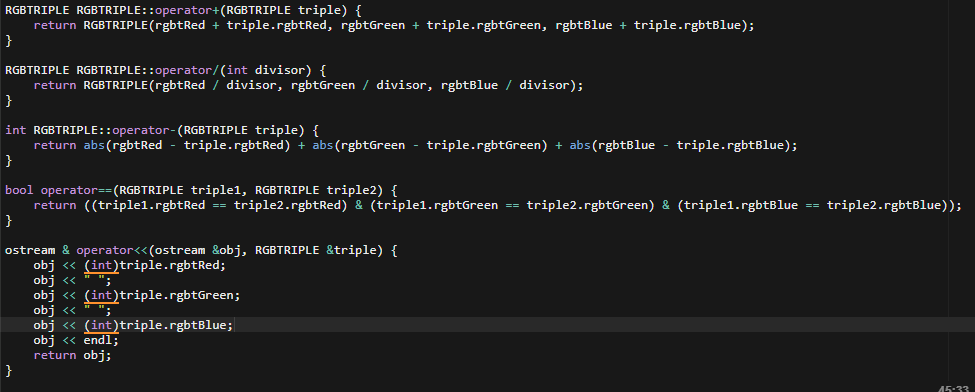 RGBTRIPLE RGBTRIPLE::operator+(RGBTRIPLE triple) {
    return RGBTRIPLE(rgbtRed + triple.rgbtRed, rgbtGreen + triple.rgbtGreen, rgbtBlue + triple.rgbtBlue);
}

RGBTRIPLE RGBTRIPLE::operator/(int divisor) {
    return RGBTRIPLE(rgbtRed / divisor, rgbtGreen / divisor, rgbtBlue / divisor);
}

int RGBTRIPLE::operator-(RGBTRIPLE triple) {
    return abs(rgbtRed - triple.rgbtRed) + abs(rgbtGreen - triple.rgbtGreen) + abs(rgbtBlue - triple.rgbtBlue);
}

bool operator==(RGBTRIPLE triple1, RGBTRIPLE triple2) {
    return ((triple1.rgbtRed == triple2.rgbtRed) & (triple1.rgbtGreen == triple2.rgbtGreen) & (triple1.rgbtBlue == triple2.rgbtBlue));
}

ostream & operator<<(ostream &obj, RGBTRIPLE &triple) {
    obj << (int)triple.rgbtRed;
    obj << " ";
    obj << (int)triple.rgbtGreen;
    obj << " ";
    obj << (int)triple.rgbtBlue;
    obj << endl;
    return obj;
}
45:33